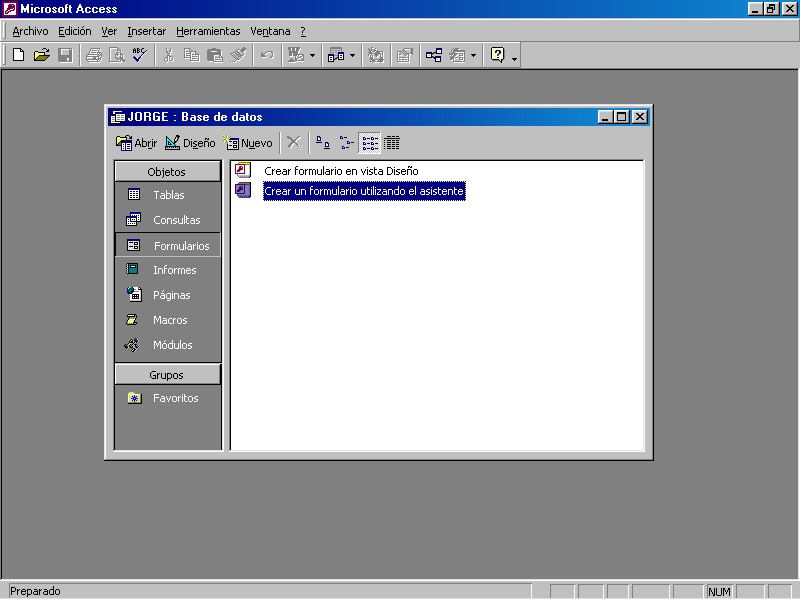 Microsoft Access
Archivo Edición Ver Insertar Herramientas Ventana ?
ABC
JORGE : Base de datos
Abrir Diseño Nuevo
Objetos
Tablas
Consultas
Formularios
Informes
Páginas
Macros
Módulos
Grupos
Favoritos
Crear formulario en vista Diseño
Crear un formulario utilizando el asistente
Preparado
NUM